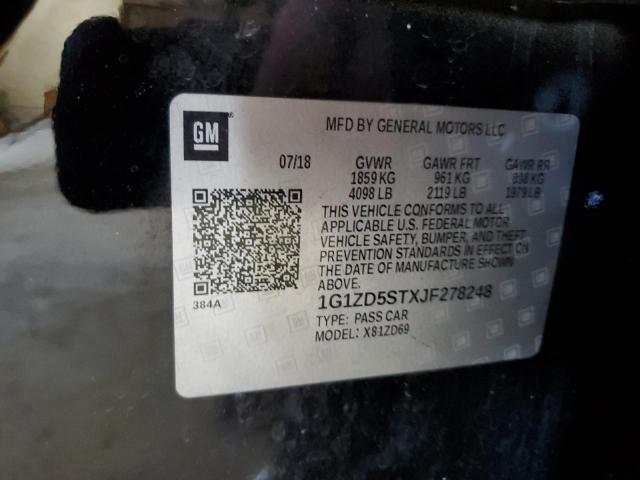 GM
MFD BY GENERAL MOTORS LLC
07/18 GVWR GAWR FRT GAWR RR
1859 KG 961 KG 898 KG
4098 LB 2119 LB 1979 LB
THIS VEHICLE CONFORMS TO ALL
APPLICABLE U.S. FEDERAL MOTOR
VEHICLE SAFETY, BUMPER, AND THEFT
PREVENTION STANDARDS IN EFFECT ON
THE DATE OF MANUFACTURE SHOWN
ABOVE.
384A
1G1ZD5STXJF278248
TYPE: PASS CAR
MODEL: X81ZD69